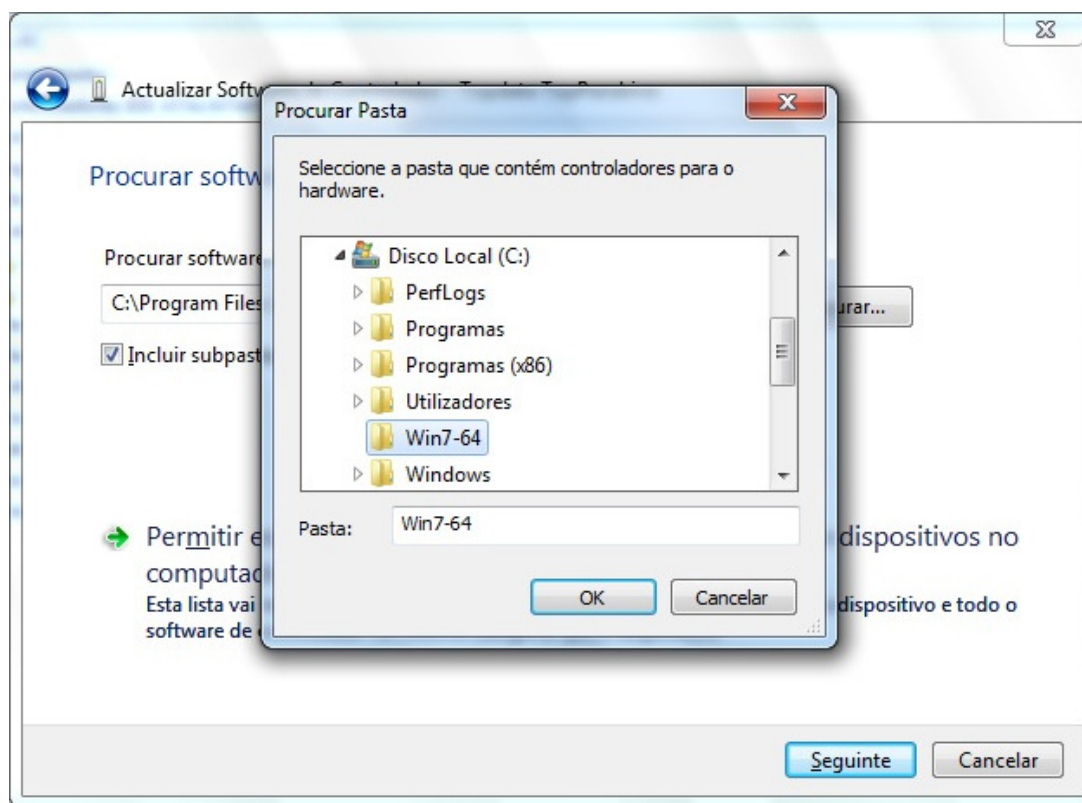 Actualizar Softw
Procurar Pasta
Procurar softw
Seleccione a pasta que contém controladores para o
hardware.
Procurar software
C:\Program Files
urar...
Incluir subpast
Disco Local (C:)
PerfLogs
Programas
Programas (x86)
Utilizadores
Win7-64
Windows
Pasta:
Win7-64
OK
Cancelar
Permitir e
dispositivos no
computad
Esta lista vai
dispositivo e todo o
software de
Seguinte
Cancelar